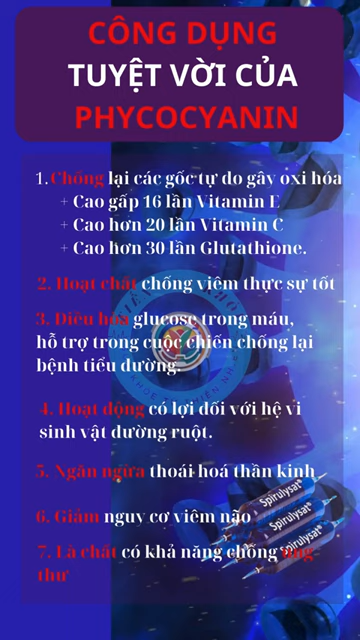 CÔNG DỤNG
TUYỆT VỜI CỦA
PHYCOCYANIN
1.Chống lại các gốc tự do gây oxi hóa
+ Cao gấp 16 lần Vitamin E
+ Cao hơn 20 lần Vitamin C
+ Cao hơn 30 lần Glutathione.
2. Hoạt chất chống viêm thực sự tốt
3. Điều hòa glucose trong máu,
hỗ trợ trong cuộc chiến chống lại
bệnh tiểu đường.
4. Hoạt động có lợi đối với hệ vi
sinh vật đường ruột.
5. Ngăn ngừa thoái hoá thần kinh
6. Giảm nguy cơ viêm não
7. Là chất có khả năng chống ung
thư
Spirulysat®
Spirulysat®
Spirulysat®